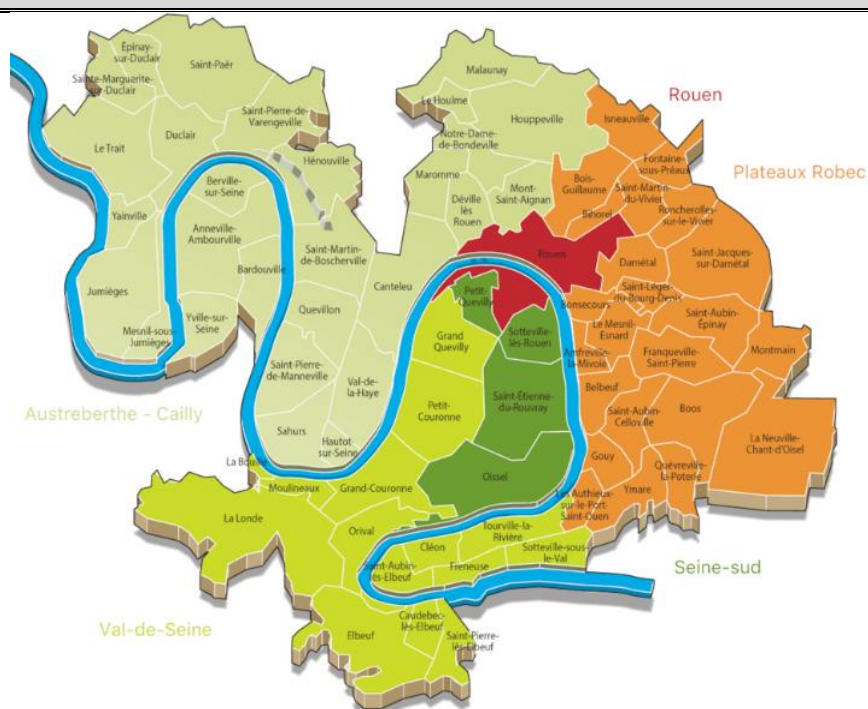 Épinay-
sur-Duclair
Saint-Paër
Sainte-Marguerite-
sur-Duclair
Saint-Pierre-de-
Varengeville
Duclair
Le Trait
Hénouville
Berville-
sur-Seine
Yainville
Anneville-
Ambourville
Saint-Martin-
de-Boscherville
Bardouville
Canteleu
Jumièges
Mesnil-sous-
Jumièges
Yville-sur-
Seine
Quevillon
Saint-Pierre-
de-Manneville
Val-de-
la-Haye
Sahurs
Hautot-
sur-Seine
Austreberthe - Cailly
Malaunay
Le Houlme
Houppeville
Notre-Dame-
de-Bondeville
Maromme
Mont-
Saint-Aignan
Déville
lès
Rouen
Rouen
Isneauville
Plateaux Robec
Fontaine-
sous-Préaux
Bois-
Guillaume
Saint-Martin-
du-Vivier
Bihorel
Roncherolles-
sur-le-Vivier
Rouen
Darnétal
Saint-Jacques-
sur-Darnétal
Petit-
Quevilly
Bonsecours
Saint-Léger-
du-Bourg-Denis
Saint-Aubin-
Épinay
Grand
Quevilly
Sotteville-
lès-Rouen
Le Mesnil-
Esnard
Amfreville-
la-Mivoie
Franqueville-
Saint-Pierre
Montmain
Belbeuf
Petit-
Couronne
Saint-Étienne-
du-Rouvray
Saint-Aubin-
Celloville
Boos
La Neuville-
Chant-d'Oisel
Gouy
Quévreville-
la-Poterie
Ymare
Les Authieux-
sur-le-Port-
Saint-Ouen
Oissel
La Bouille
Moulineaux
Grand-Couronne
La Londe
Orival
Tourville-la-
Rivière
Cléon
Sotteville-sous-
le-Val
Saint-Aubin-
lès-Elbeuf
Freneuse
Seine-sud
Val-de-Seine
Elbeuf
Caudebec-
lès-Elbeuf
Saint-Pierre-
lès-Elbeuf